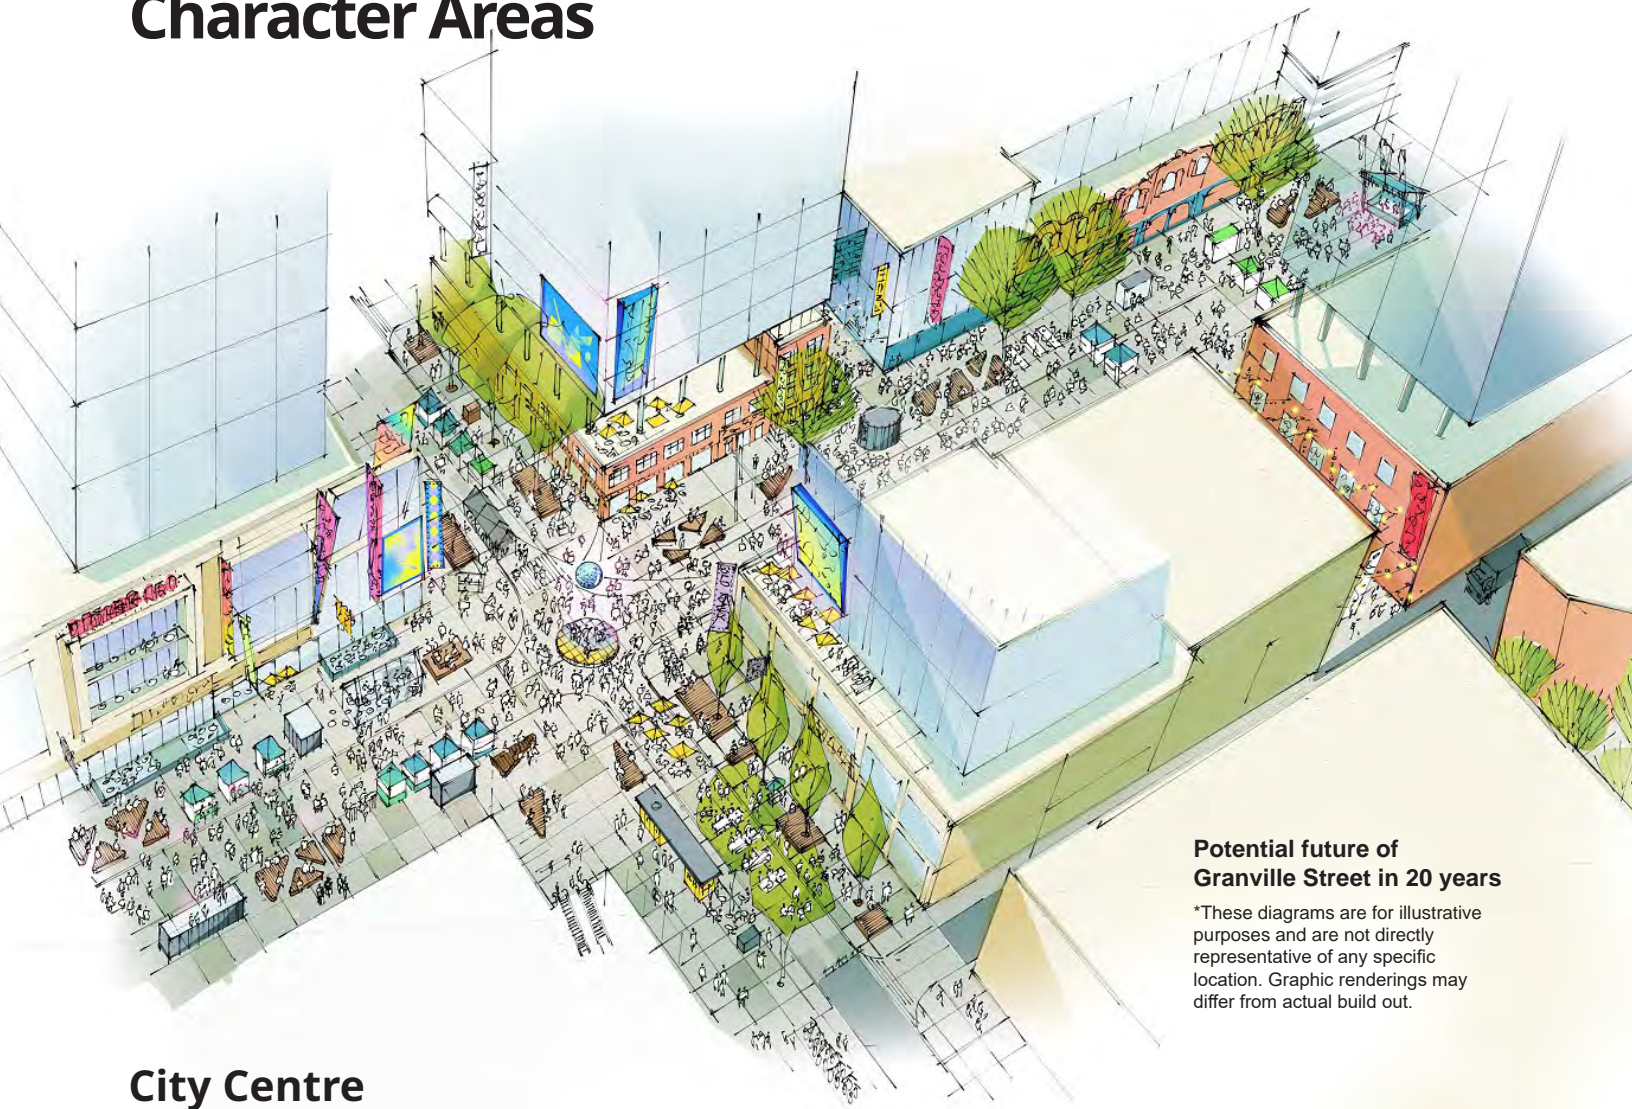 Character Areas
Potential future of
Granville Street in 20 years
*These diagrams are for illustrative
purposes and are not directly
representative of any specific
location. Graphic renderings may
differ from actual build out.
City Centre